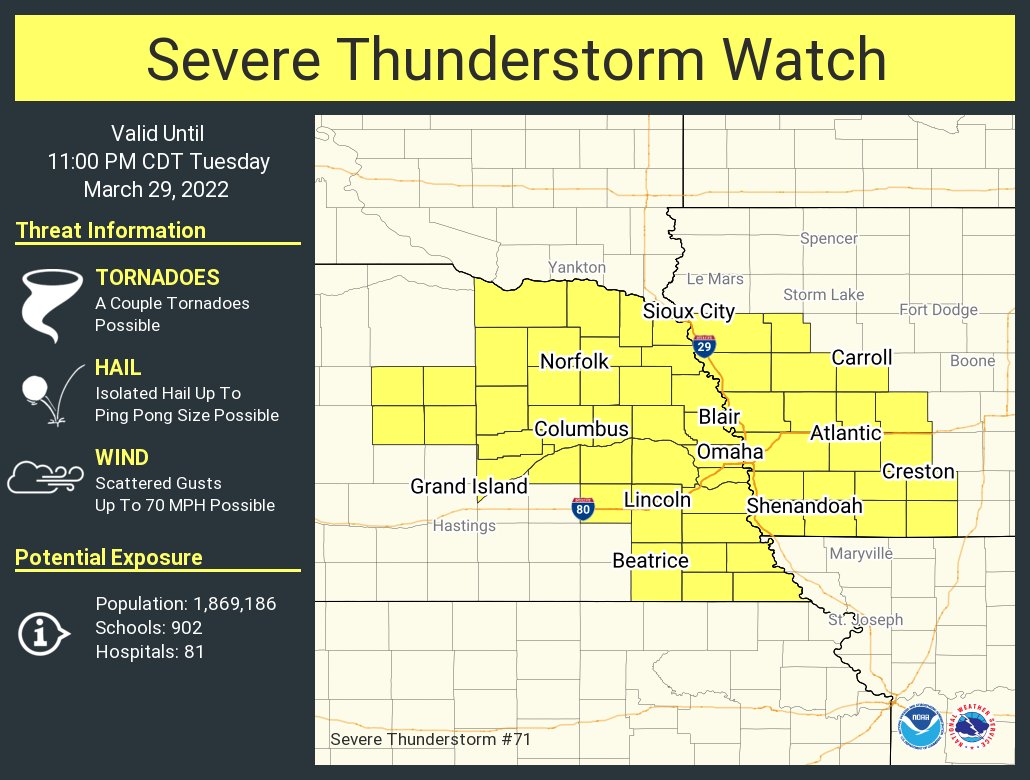 Severe Thunderstorm Watch
Valid Until
11:00 PM CDT Tuesday
March 29, 2022
Threat Information
TORNADOES
A Couple Tornadoes
Possible
HAIL
Isolated Hail Up To
Ping Pong Size Possible
WIND
Scattered Gusts
Up To 70 MPH Possible
Potential Exposure
Population: 1,869,186
Schools: 902
Hospitals: 81
Spencer
Yankton
Le Mars
Storm Lake
Sioux City
Fort Dodge
29
Norfolk
Carroll
Boone
Blair
Columbus
Atlantic
Omaha
Creston
Grand Island
Lincoln
Shenandoah
80
Hastings
Beatrice
Maryville
St. Joseph
Severe Thunderstorm #71
NOAA
NATIONAL WEATHER SERVICE